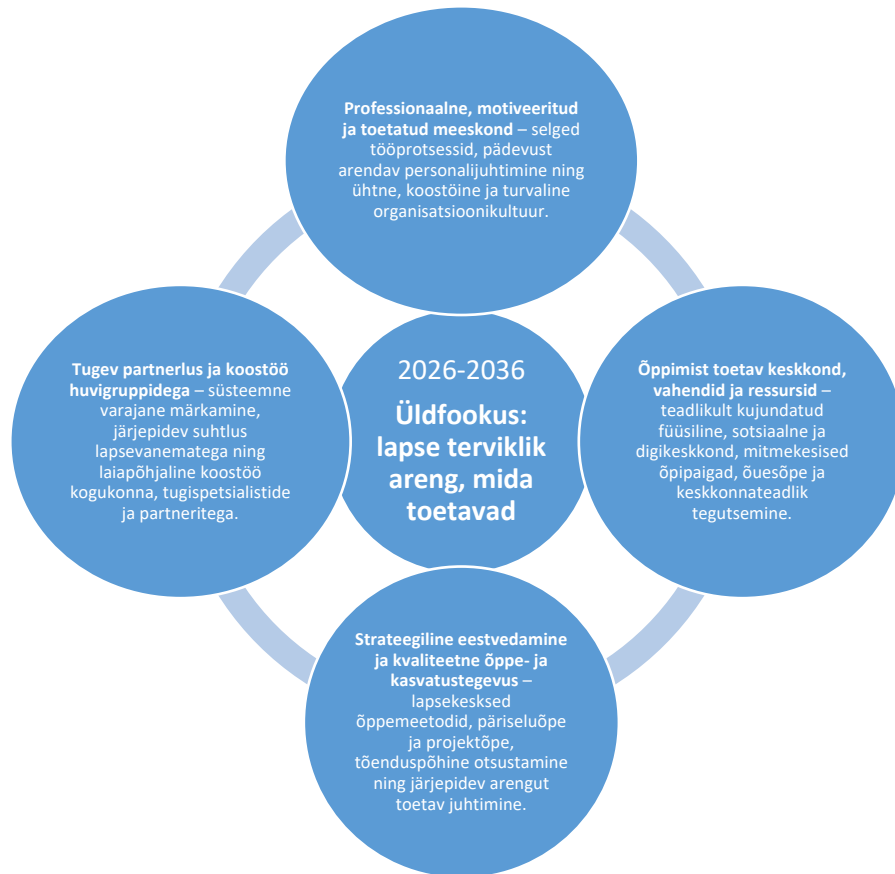 Professionaalne, motiveeritud
ja toetatud meeskond – selged
tööprotsessid, pädevust
arendav personalijuhtimine ning
ühtne, koostöine ja turvaline
organisatsioonikultuur.
Tugev partnerlus ja koostöö
huvigruppidega – süsteemne
varajane märkamine,
järjepidev suhtlus
lapsevanematega ning
laiapõhjaline koostöö
kogukonna, tugispetsialistide
ja partneritega.
2026-2036
Üldfookus:
lapse terviklik
areng, mida
toetavad
Õppimist toetav keskkond,
vahendid ja ressursid –
teadlikult kujundatud
füüsiline, sotsiaalne ja
digikeskkond, mitmekesised
õpipaigad, õuesõpe ja
keskkonnateadlik
tegutsemine.
Strateegiline eestvedamine
ja kvaliteetne õppe- ja
kasvatustegevus –
lapsekesksed
õppemeetodid, päriseluõpe
ja projektõpe,
tõenduspõhine otsustamine
ning järjepidev arengut
toetav juhtimine.